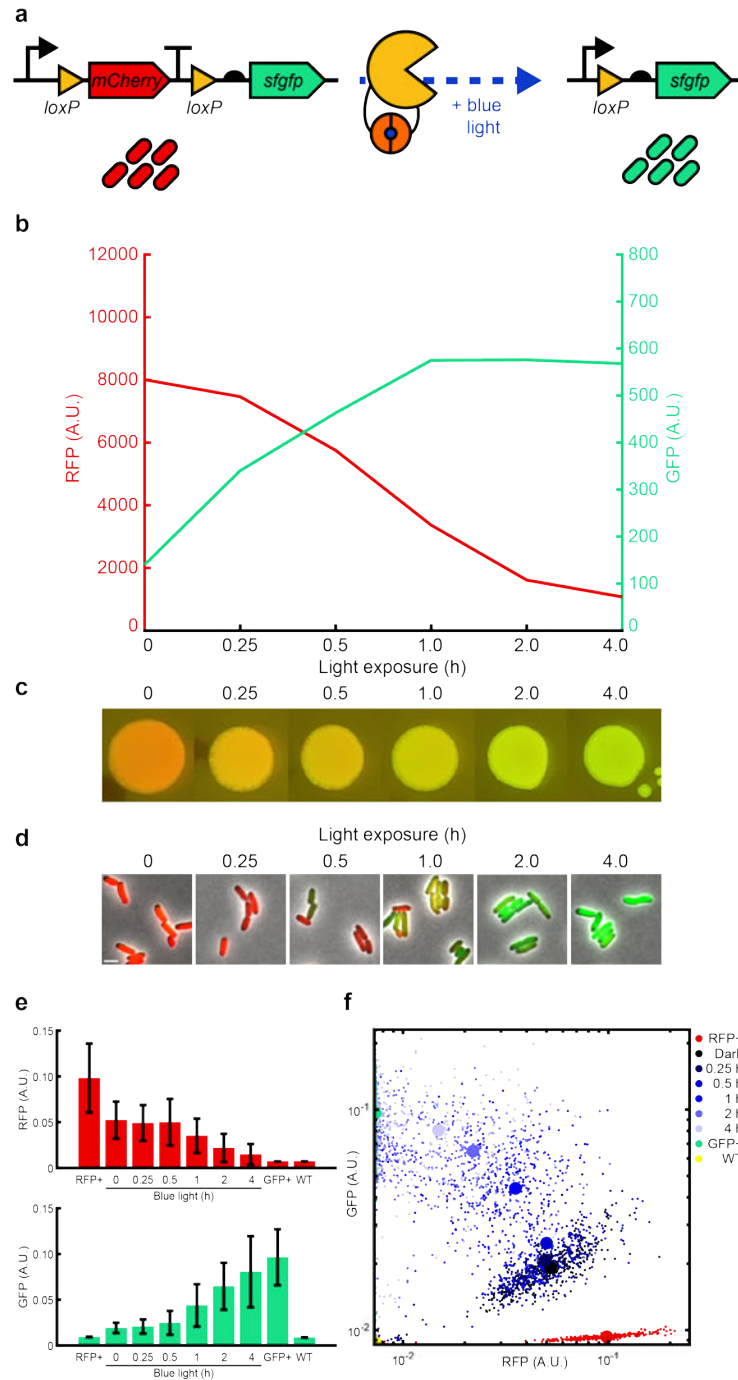 a
mCherry sfgfp sfgfp
loxP loxP loxP
+ blue
light
b
12000 800
10000 700
8000 600
6000 500
4000 400
2000 300
0 200
100
0
RFP (A.U.)
GFP (A.U.)
0 0.25 0.5 1.0 2.0 4.0
Light exposure (h)
c
0 0.25 0.5 1.0 2.0 4.0
d
Light exposure (h)
0 0.25 0.5 1.0 2.0 4.0
e
0.15
0.10
0.05
0
RFP (A.U.)
RFP+ 0 0.25 0.5 1 2 4 GFP+ WT
Blue light (h)
0.15
0.10
0.05
0
GFP (A.U.)
RFP+ 0 0.25 0.5 1 2 4 GFP+ WT
Blue light (h)
f
10⁻¹
10⁻²
GFP (A.U.)
10⁻² 10⁻¹
RFP (A.U.)
RFP+
Dark
0.25 h
0.5 h
1 h
2 h
4 h
GFP+
WT